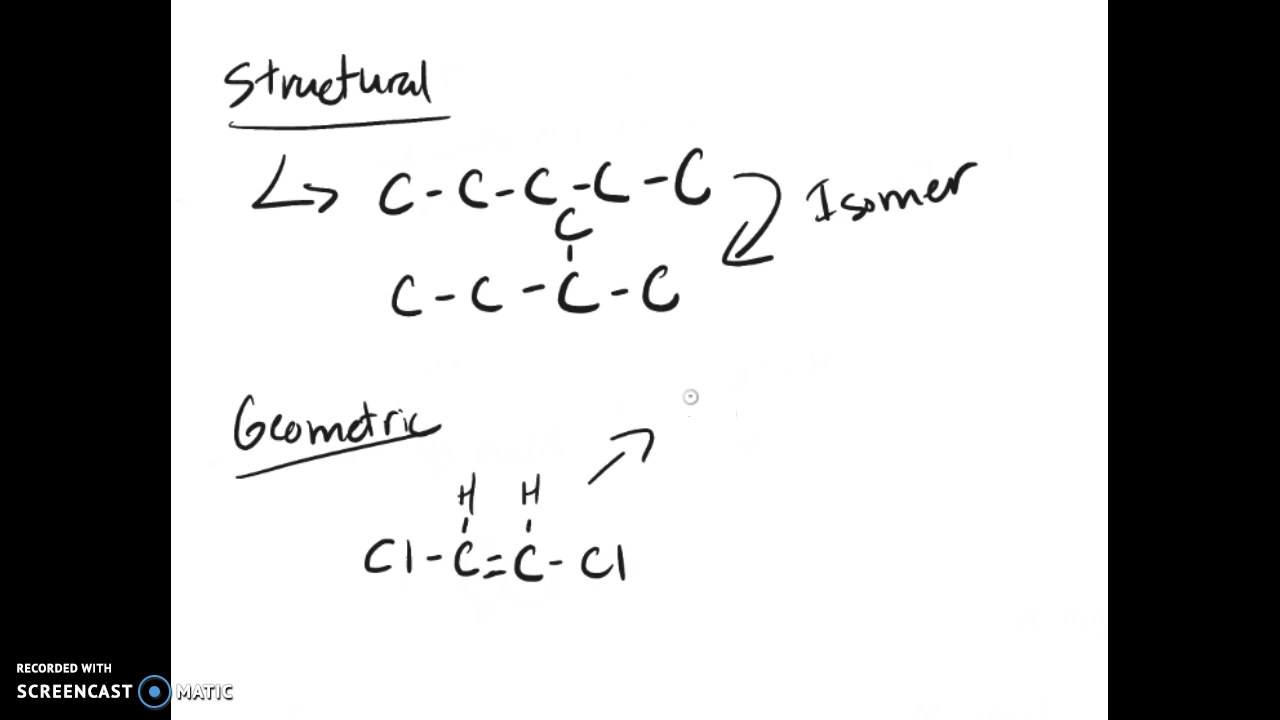 Structural
C - C - C - C - C
Isomer
C
C - C - C - C
Geometric
H H
Cl - C = C - Cl
RECORDED WITH
SCREENCAST MATIC